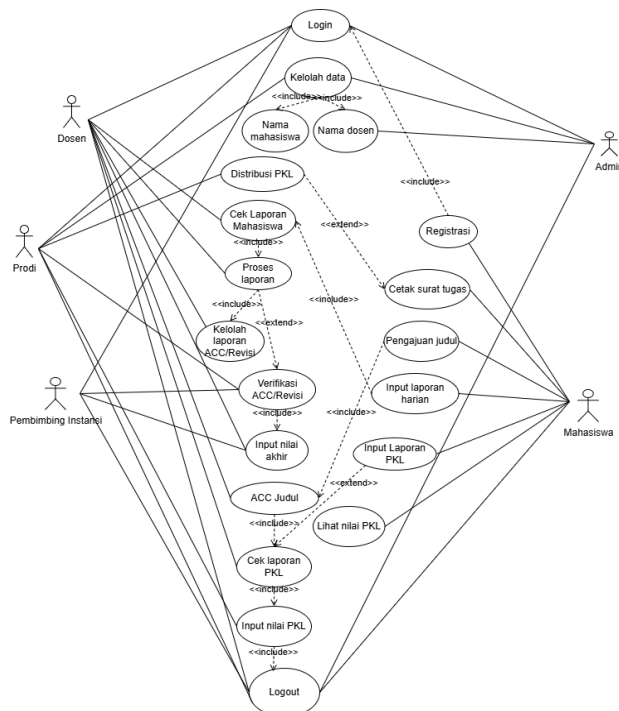 Login
Kelolah data
<<include>>
<<include>>
Nama
mahasiswa
Nama dosen
Dosen
Admin
Distribusi PKL
<<include>>
Cek Laporan
Mahasiswa
<<extend>>
Registrasi
<<include>>
Prodi
Proses
laporan
Cetak surat tugas
<<include>>
<<include>>
<<extend>>
Kelolah
laporan
ACC/Revisi
Pengajuan judul
Verifikasi
ACC/Revisi
Input laporan
harian
Pembimbing Instansi
<<include>>
<<include>>
Mahasiswa
Input nilai
akhir
Input Laporan
PKL
<<extend>>
ACC Judul
<<include>>
Lihat nilai PKL
Cek laporan
PKL
<<include>>
Input nilai PKL
<<include>>
Logout